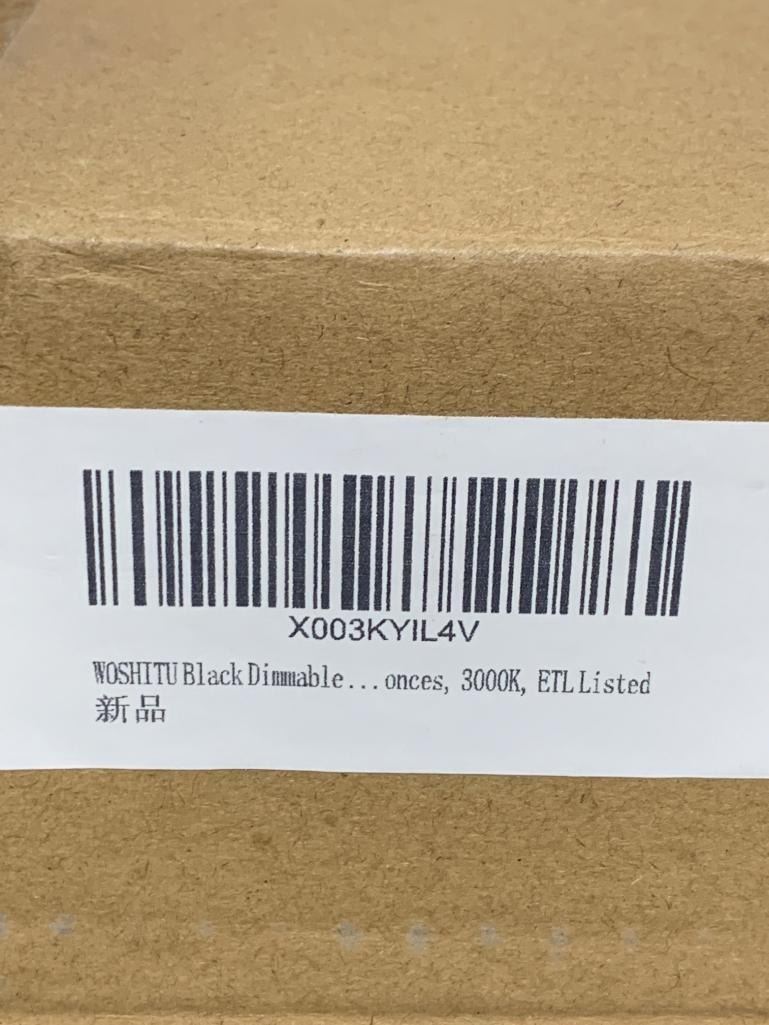 X003KYIL4V
WOSHITU Black Dimmable...onces, 3000K, ETL Listed
新品